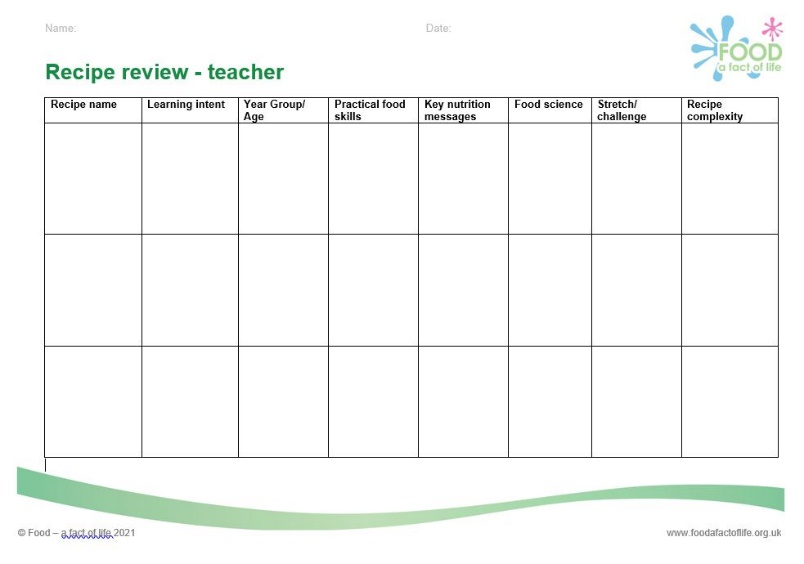 Name:
Date:
FOOD
a fact of life
Recipe review - teacher
Recipe name
Learning intent
Year Group/
Age
Practical food
skills
Key nutrition
messages
Food science
Stretch/
challenge
Recipe
complexity
© Food – a fact of life 2021
www.foodafactoflife.org.uk